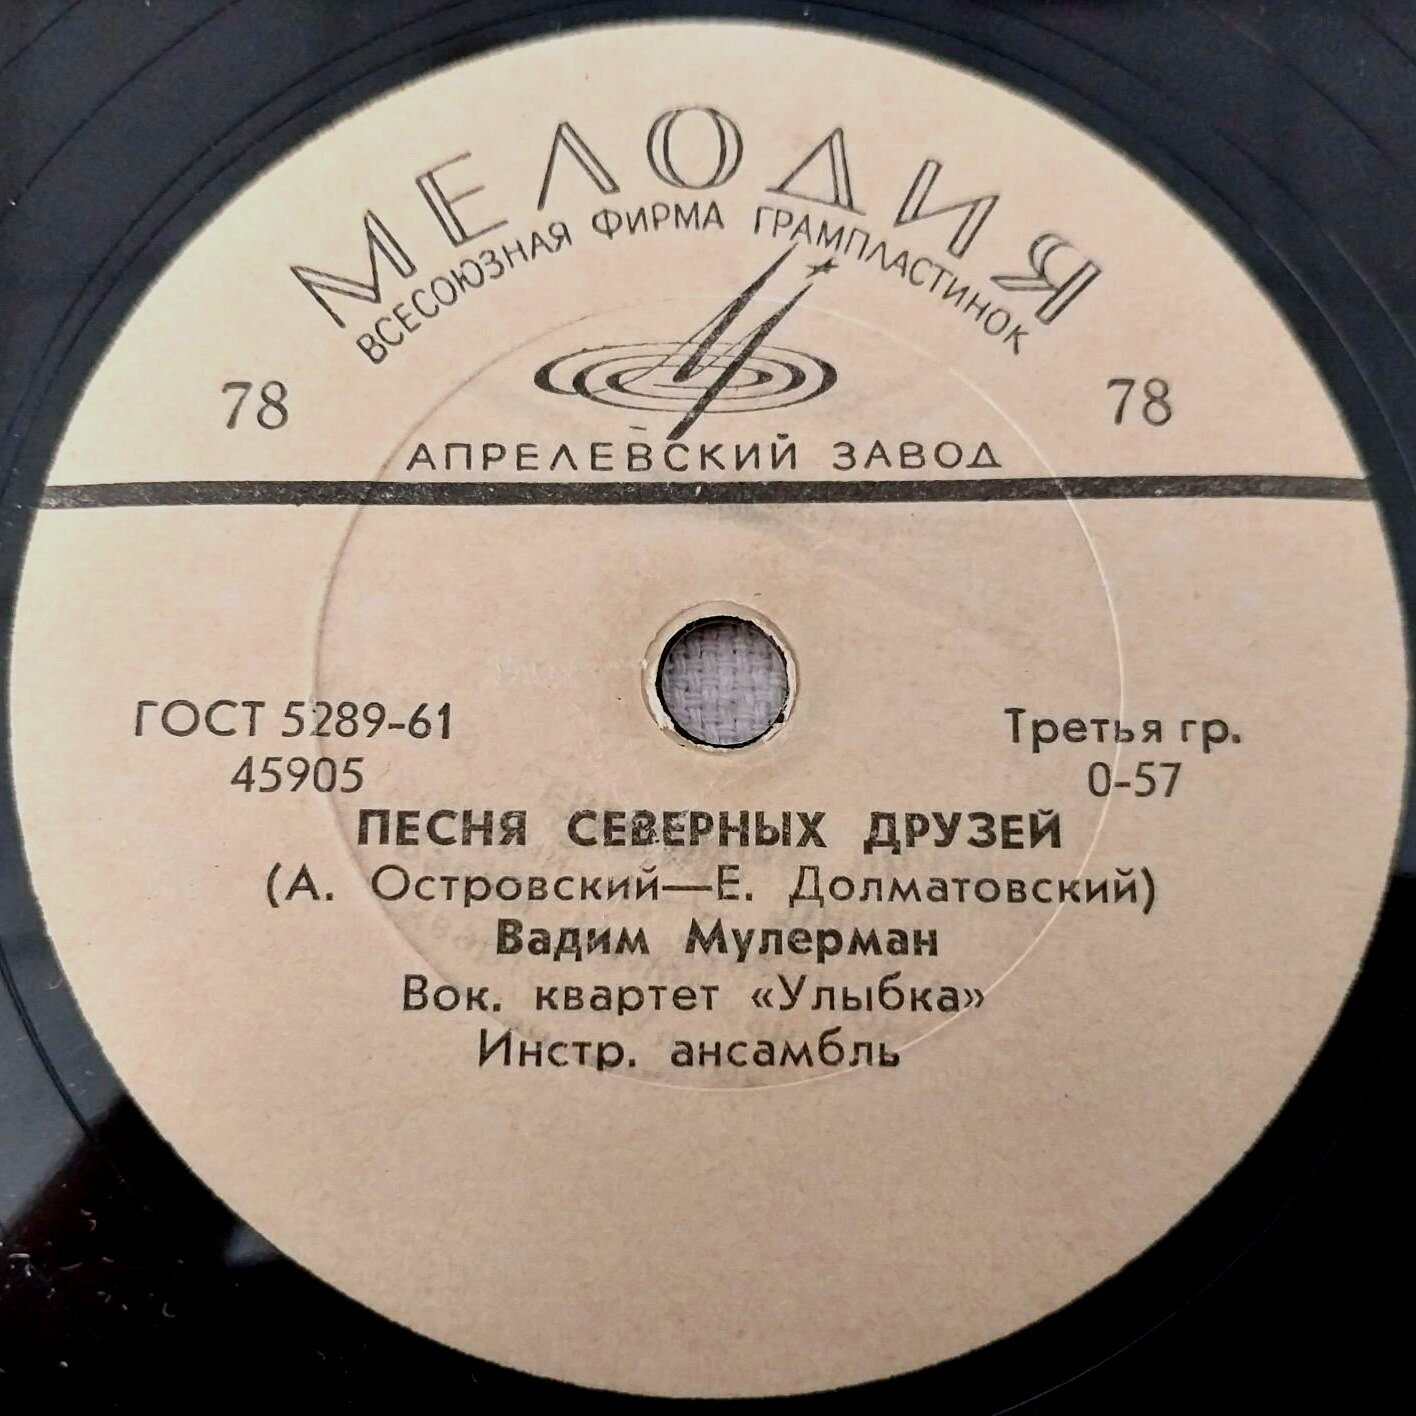 МЕЛОДИЯ
ВСЕСОЮЗНАЯ ФИРМА ГРАМПЛАСТИНОК
78
78
АПРЕЛЕВСКИЙ ЗАВОД
ГОСТ 5289-61
45905
Третья гр.
0-57
ПЕСНЯ СЕВЕРНЫХ ДРУЗЕЙ
(А. Островский—Е. Долматовский)
Вадим Мулерман
Вок. квартет «Улыбка»
Инстр. ансамбль